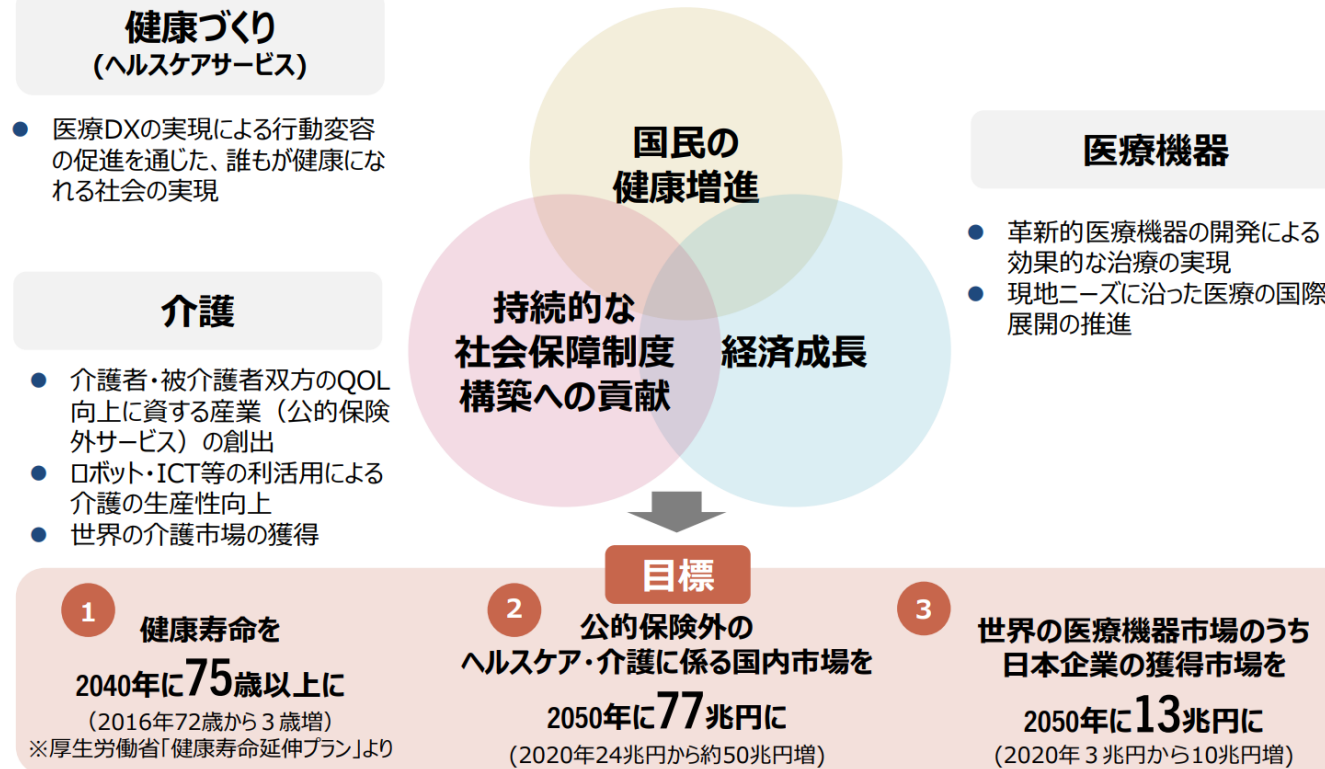 健康づくり
(ヘルスケアサービス)
● 医療DXの実現による行動変容
の促進を通じた、誰もが健康にな
れる社会の実現
介護
● 介護者・被介護者双方のQOL
向上に資する産業（公的保険
外サービス）の創出
● ロボット・ICT等の利活用による
介護の生産性向上
● 世界の介護市場の獲得
国民の
健康増進
持続的な
社会保障制度
構築への貢献
経済成長
医療機器
● 革新的医療機器の開発による
効果的な治療の実現
● 現地ニーズに沿った医療の国際
展開の推進
目標
1
健康寿命を
2040年に75歳以上に
（2016年72歳から３歳増）
※厚生労働省「健康寿命延伸プラン」より
2
公的保険外の
ヘルスケア・介護に係る国内市場を
2050年に77兆円に
（2020年24兆円から約50兆円増）
3
世界の医療機器市場のうち
日本企業の獲得市場を
2050年に13兆円に
（2020年３兆円から10兆円増）